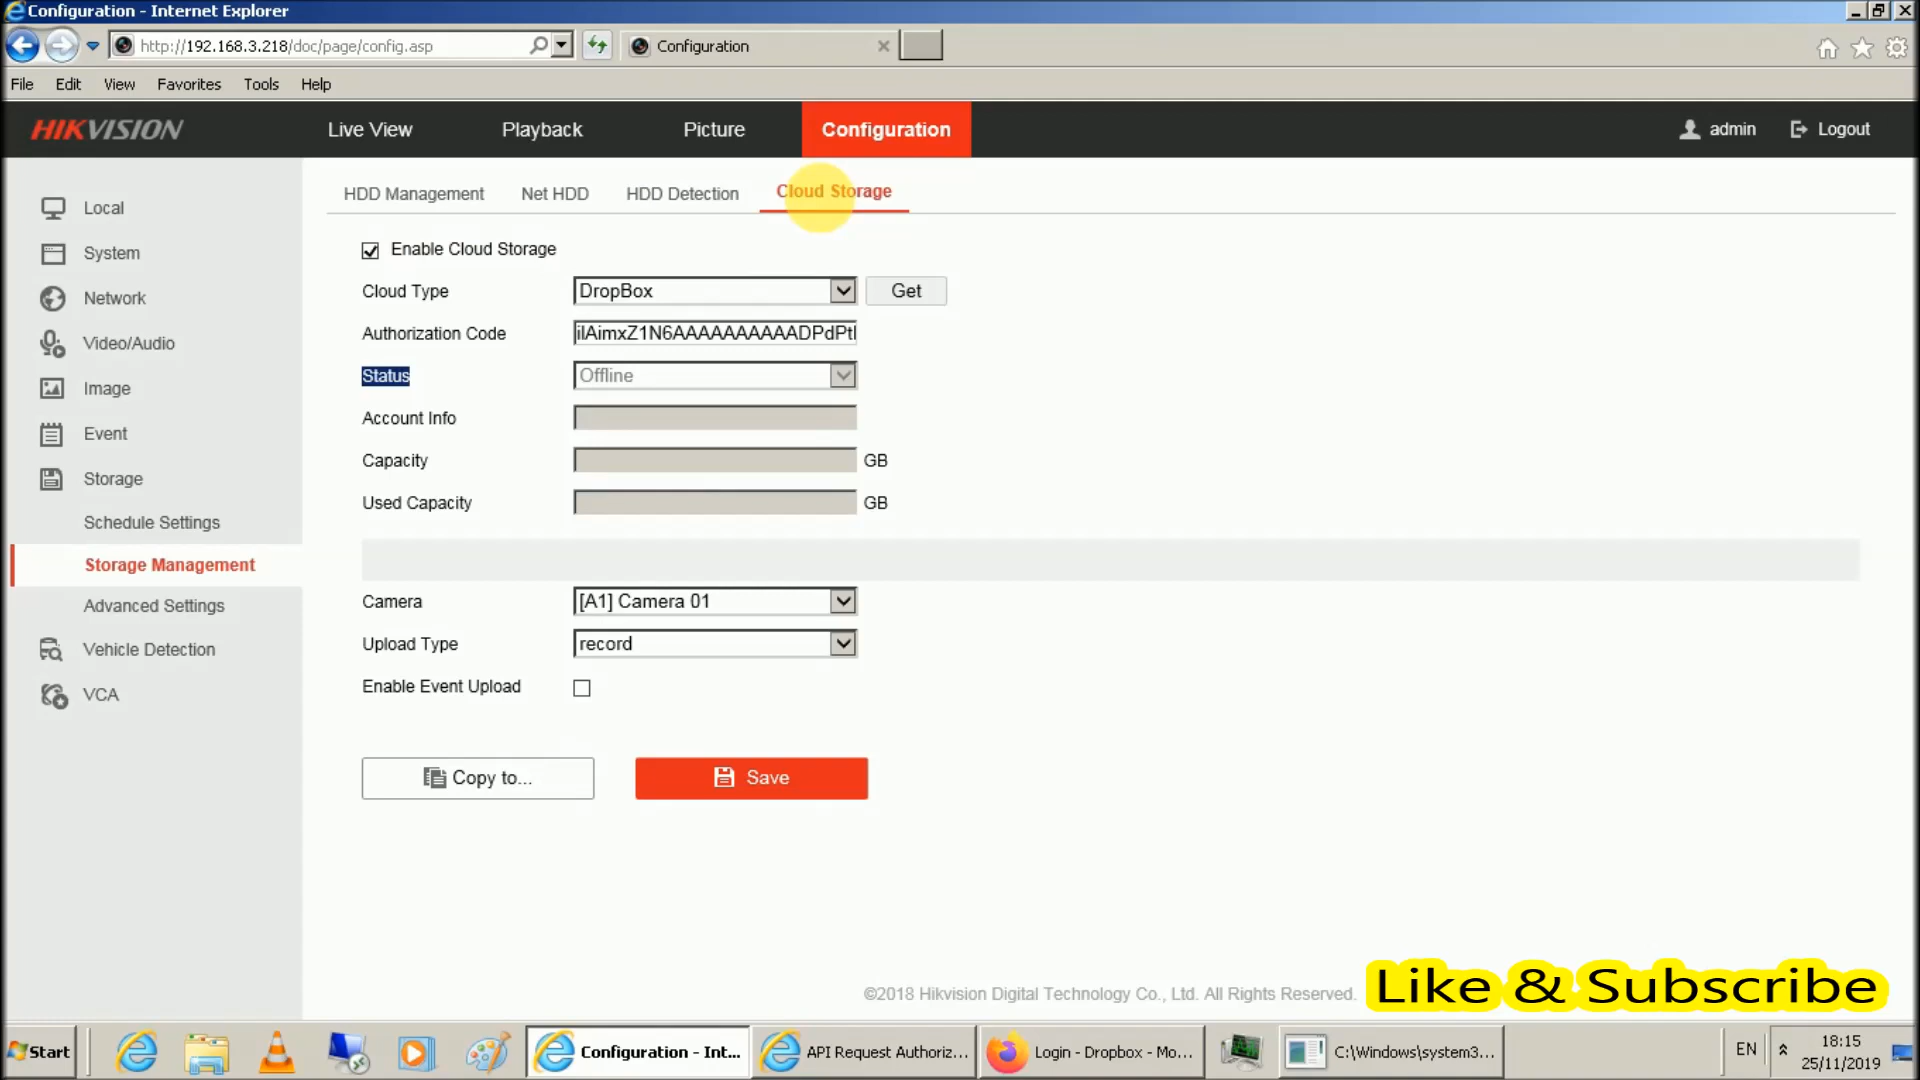 Configuration - Internet Explorer
http://192.168.3.218/doc/page/config.asp
Configuration
File Edit View Favorites Tools Help
HIKVISION
Live View Playback Picture Configuration
admin Logout
HDD Management Net HDD HDD Detection Cloud Storage
Local
System
Network
Video/Audio
Image
Event
Storage
Schedule Settings
Storage Management
Advanced Settings
Vehicle Detection
VCA
Enable Cloud Storage
Cloud Type DropBox Get
Authorization Code ilAimxZ1N6AAAAAAAAAADPdPtl
Status Offline
Account Info
Capacity GB
Used Capacity GB
Camera [A1] Camera 01
Upload Type record
Enable Event Upload
Copy to... Save
©2018 Hikvision Digital Technology Co., Ltd. All Rights Reserved.
Like & Subscribe
Start
Configuration - Int...
API Request Authoriz...
Login - Dropbox - Mo...
C:\Windows\system3...
EN
18:15
25/11/2019